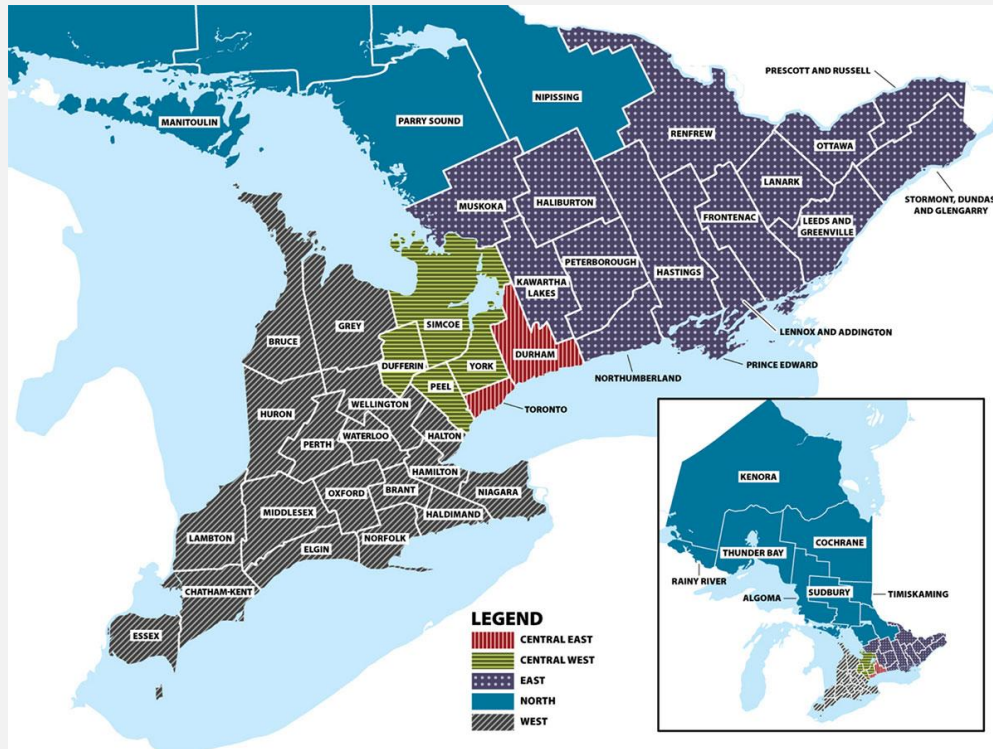 PRESCOTT AND RUSSELL
NIPISSING
MANITOULIN
PARRY SOUND
RENFREW
OTTAWA
LANARK
STORMONT, DUNDAS
AND GLENGARRY
MUSKOKA
HALIBURTON
FRONTENAC
LEEDS AND
GREENVILLE
PETERBOROUGH
HASTINGS
KAWARTHA
LAKES
LENNOX AND ADDINGTON
PRINCE EDWARD
NORTHUMBERLAND
BRUCE
GREY
SIMCOE
DURHAM
DUFFERIN
YORK
PEEL
TORONTO
HURON
WELLINGTON
PERTH
WATERLOO
HALTON
HAMILTON
OXFORD
BRANT
NIAGARA
MIDDLESEX
HALDIMAND
LAMBTON
ELGIN
NORFOLK
CHATHAM-KENT
ESSEX
LEGEND
CENTRAL EAST
CENTRAL WEST
EAST
NORTH
WEST
KENORA
COCHRANE
THUNDER BAY
RAINY RIVER
ALGOMA
SUDBURY
TIMISKAMING